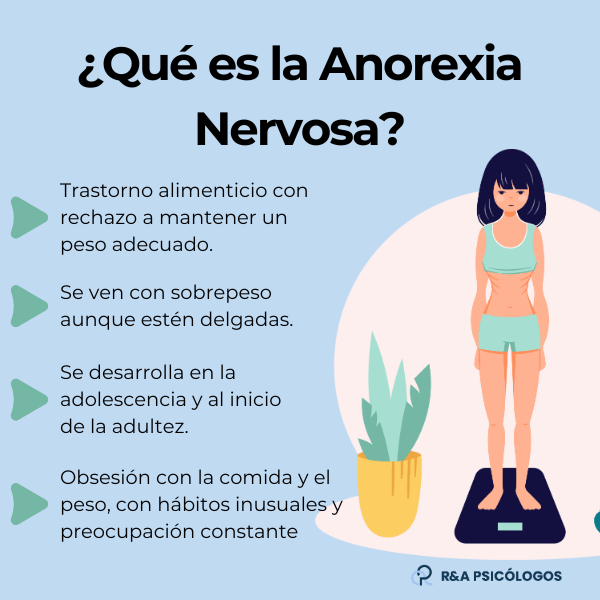 ¿Qué es la Anorexia
Nervosa?
Trastorno alimenticio con
rechazo a mantener un
peso adecuado.
Se ven con sobrepeso
aunque estén delgadas.
Se desarrolla en la
adolescencia y al inicio
de la adultez.
Obsesión con la comida y el
peso, con hábitos inusuales y
preocupación constante
R&A PSICÓLOGOS